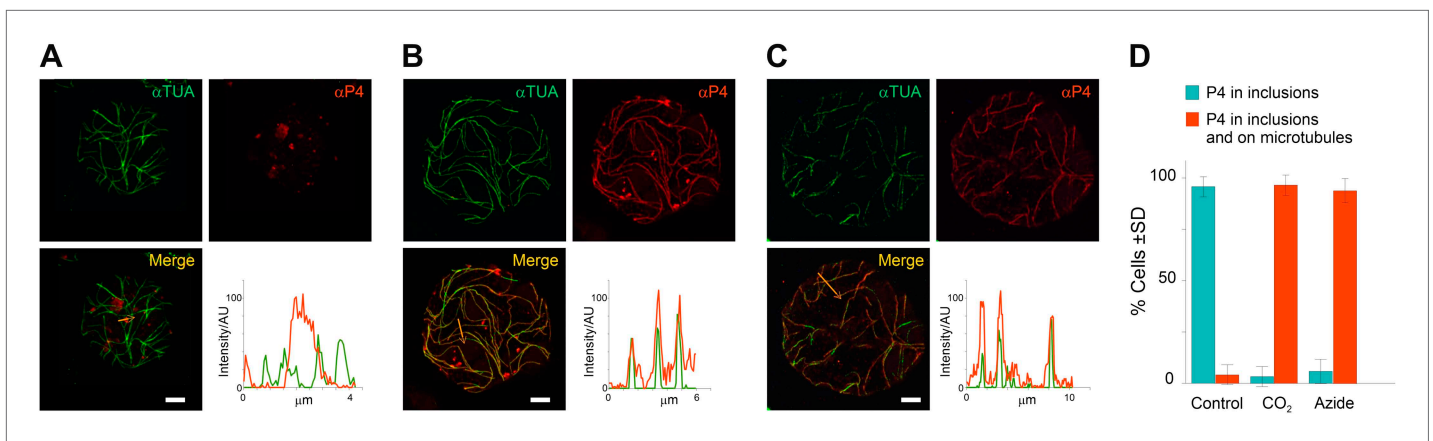 A
αTUA
αP4
Merge
Intensity/AU
100
0
0
μm
4
B
αTUA
αP4
Merge
Intensity/AU
100
0
0
μm
6
C
αTUA
αP4
Merge
Intensity/AU
100
0
0
μm
10
D
P4 in inclusions
P4 in inclusions
and on microtubules
% Cells ±SD
100
50
0
Control
CO₂
Azide